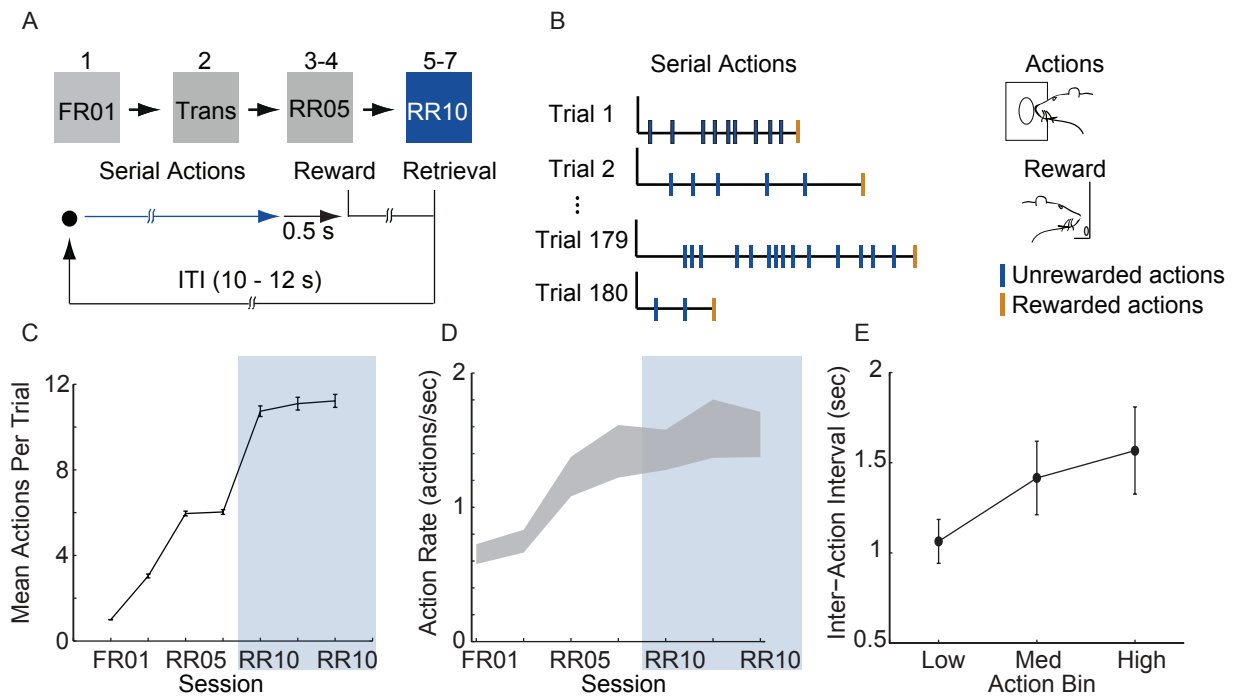 A
1 2 3-4 5-7
FR01 Trans RR05 RR10
Serial Actions Reward Retrieval
0.5 s
ITI (10 - 12 s)
B
Serial Actions
Trial 1
Trial 2
Trial 179
Trial 180
Actions
Reward
Unrewarded actions
Rewarded actions
C
Mean Actions Per Trial
12
8
4
0
FR01 RR05 RR10 RR10
Session
D
Action Rate (actions/sec)
2
1
0
FR01 RR05 RR10 RR10
Session
E
Inter-Action Interval (sec)
2
1.5
1
0.5
Low Med High
Action Bin